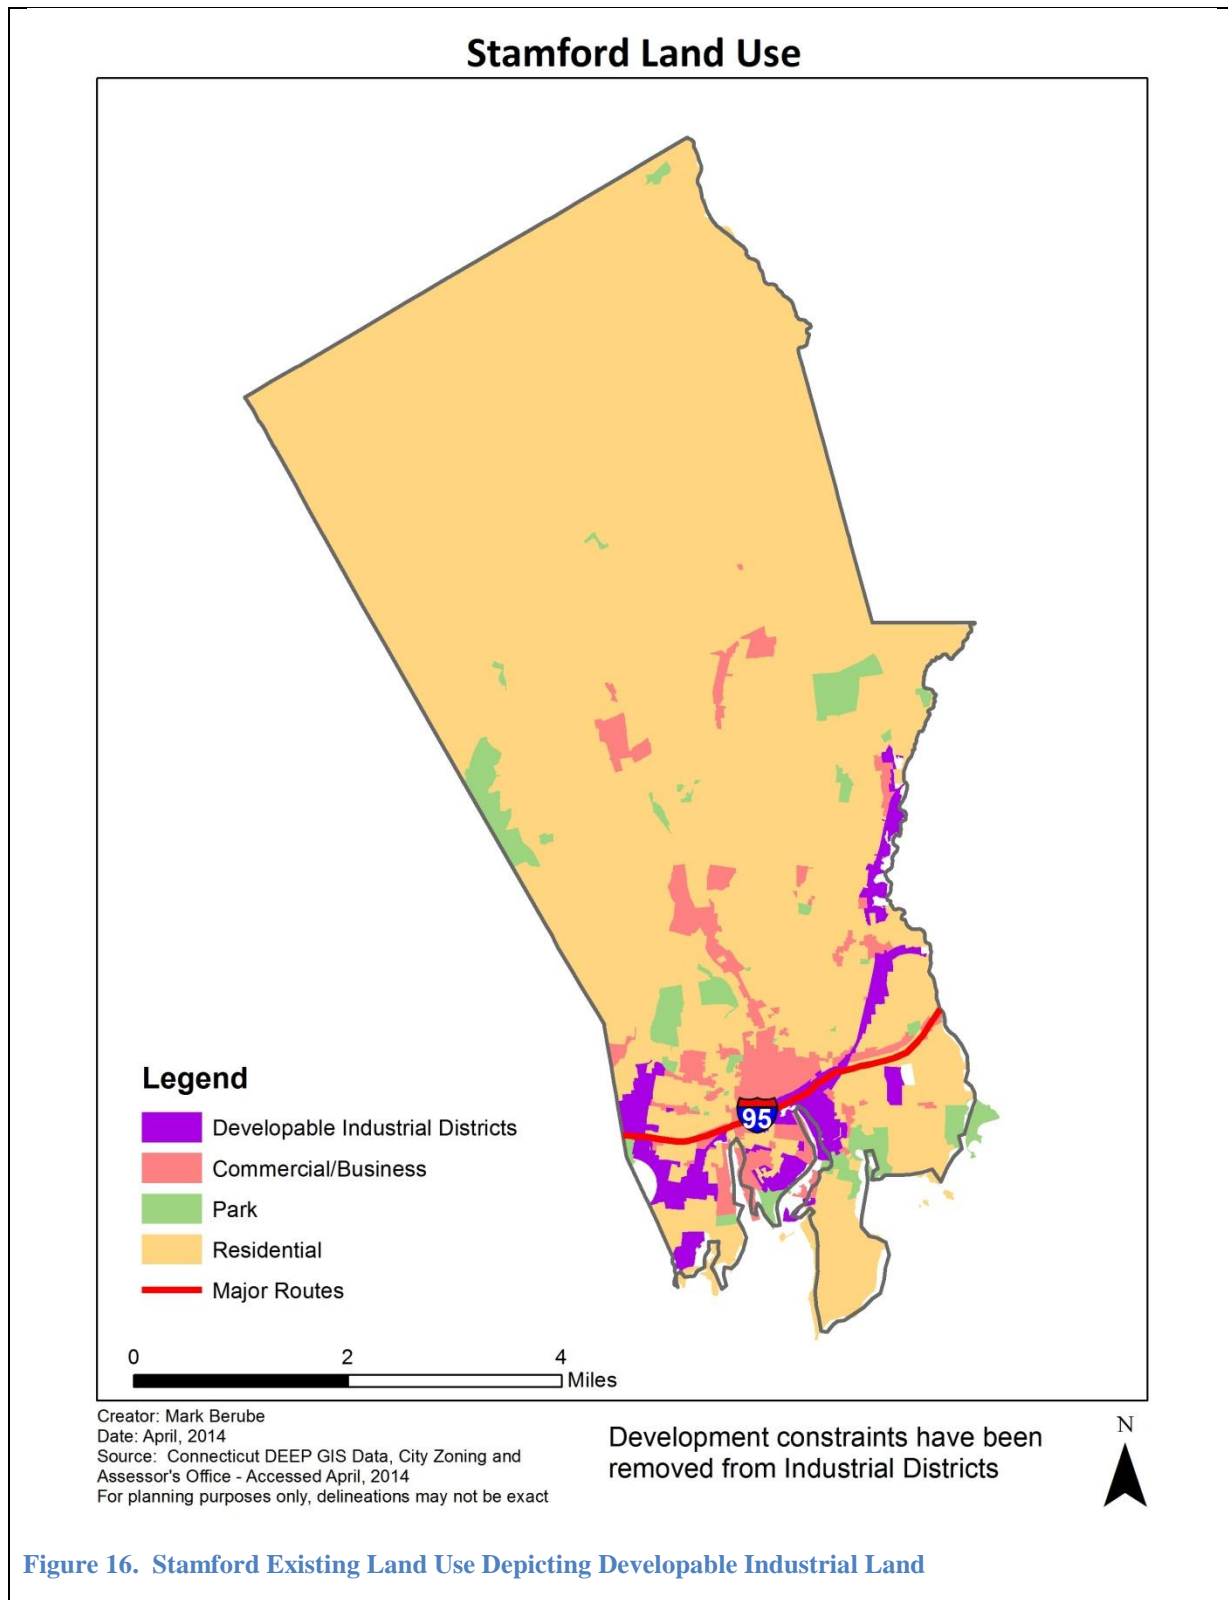 Stamford Land Use
95
Legend
Developable Industrial Districts
Commercial/Business
Park
Residential
Major Routes
0 2 4
Miles
Creator: Mark Berube
Date: April, 2014
Source:  Connecticut DEEP GIS Data, City Zoning and
Assessor's Office - Accessed April, 2014
For planning purposes only, delineations may not be exact
Development constraints have been
removed from Industrial Districts
N
Figure 16.  Stamford Existing Land Use Depicting Developable Industrial Land